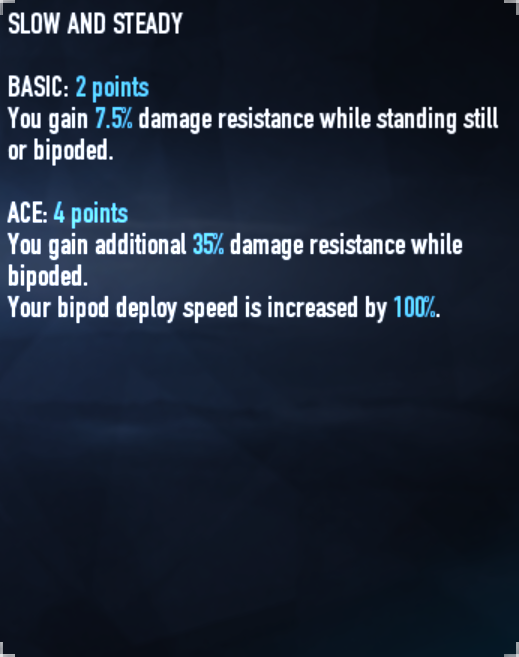 SLOW AND STEADY
BASIC: 2 points
You gain 7.5% damage resistance while standing still
or bipoded.
ACE: 4 points
You gain additional 35% damage resistance while
bipoded.
Your bipod deploy speed is increased by 100%.